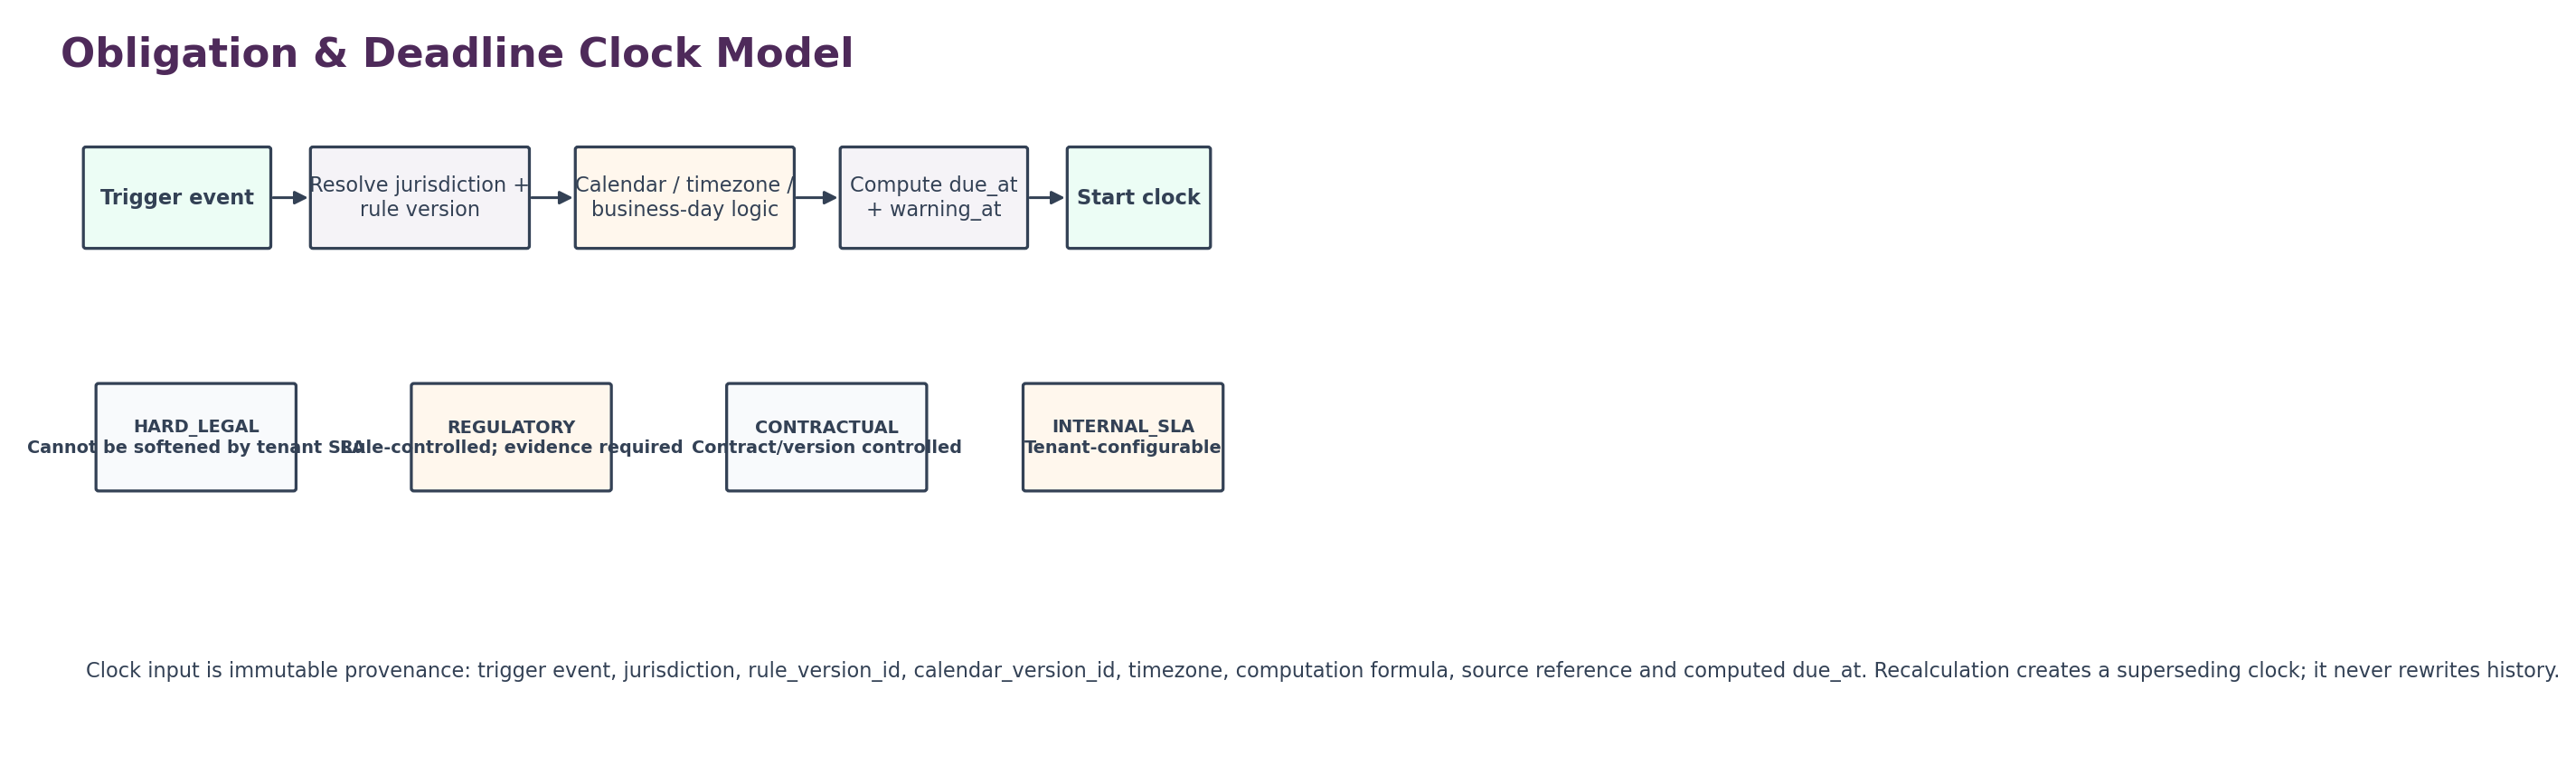 Obligation & Deadline Clock Model
Trigger event
Resolve jurisdiction +
rule version
Calendar / timezone /
business-day logic
Compute due_at
+ warning_at
Start clock
HARD_LEGAL
Cannot be softened by tenant SLA
REGULATORY
Rule-controlled; evidence required
CONTRACTUAL
Contract/version controlled
INTERNAL_SLA
Tenant-configurable
Clock input is immutable provenance: trigger event, jurisdiction, rule_version_id, calendar_version_id, timezone, computation formula, source reference and computed due_at. Recalculation creates a superseding clock; it never rewrites history.